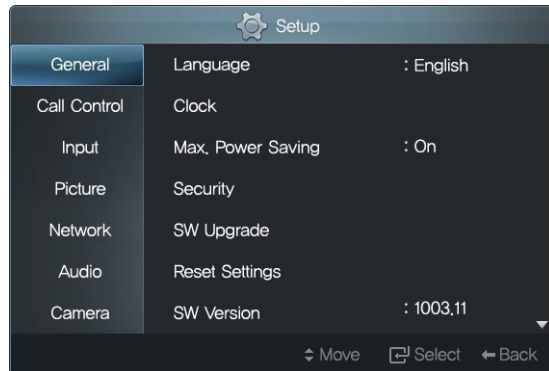 Setup
General
Call Control
Input
Picture
Network
Audio
Camera
Language : English
Clock
Max. Power Saving : On
Security
SW Upgrade
Reset Settings
SW Version : 1003.11
Move Select Back